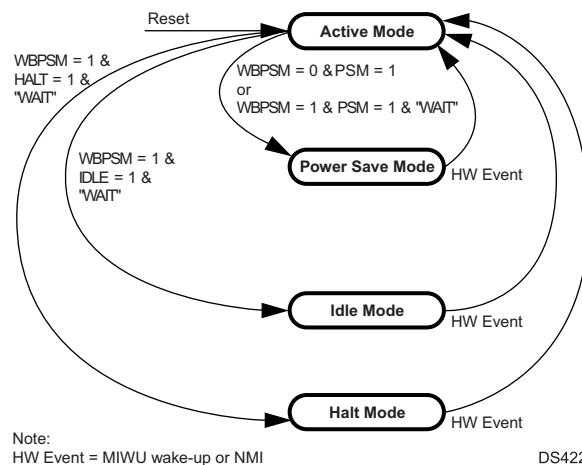 Reset
Active Mode
WBPSM = 1 &
HALT = 1 &
"WAIT"
WBPSM = 0 & PSM = 1
or
WBPSM = 1 & PSM = 1 & "WAIT"
WBPSM = 1 &
IDLE = 1 &
"WAIT"
Power Save Mode
HW Event
Idle Mode
HW Event
Halt Mode
HW Event
Note:
HW Event = MIWU wake-up or NMI
DS422